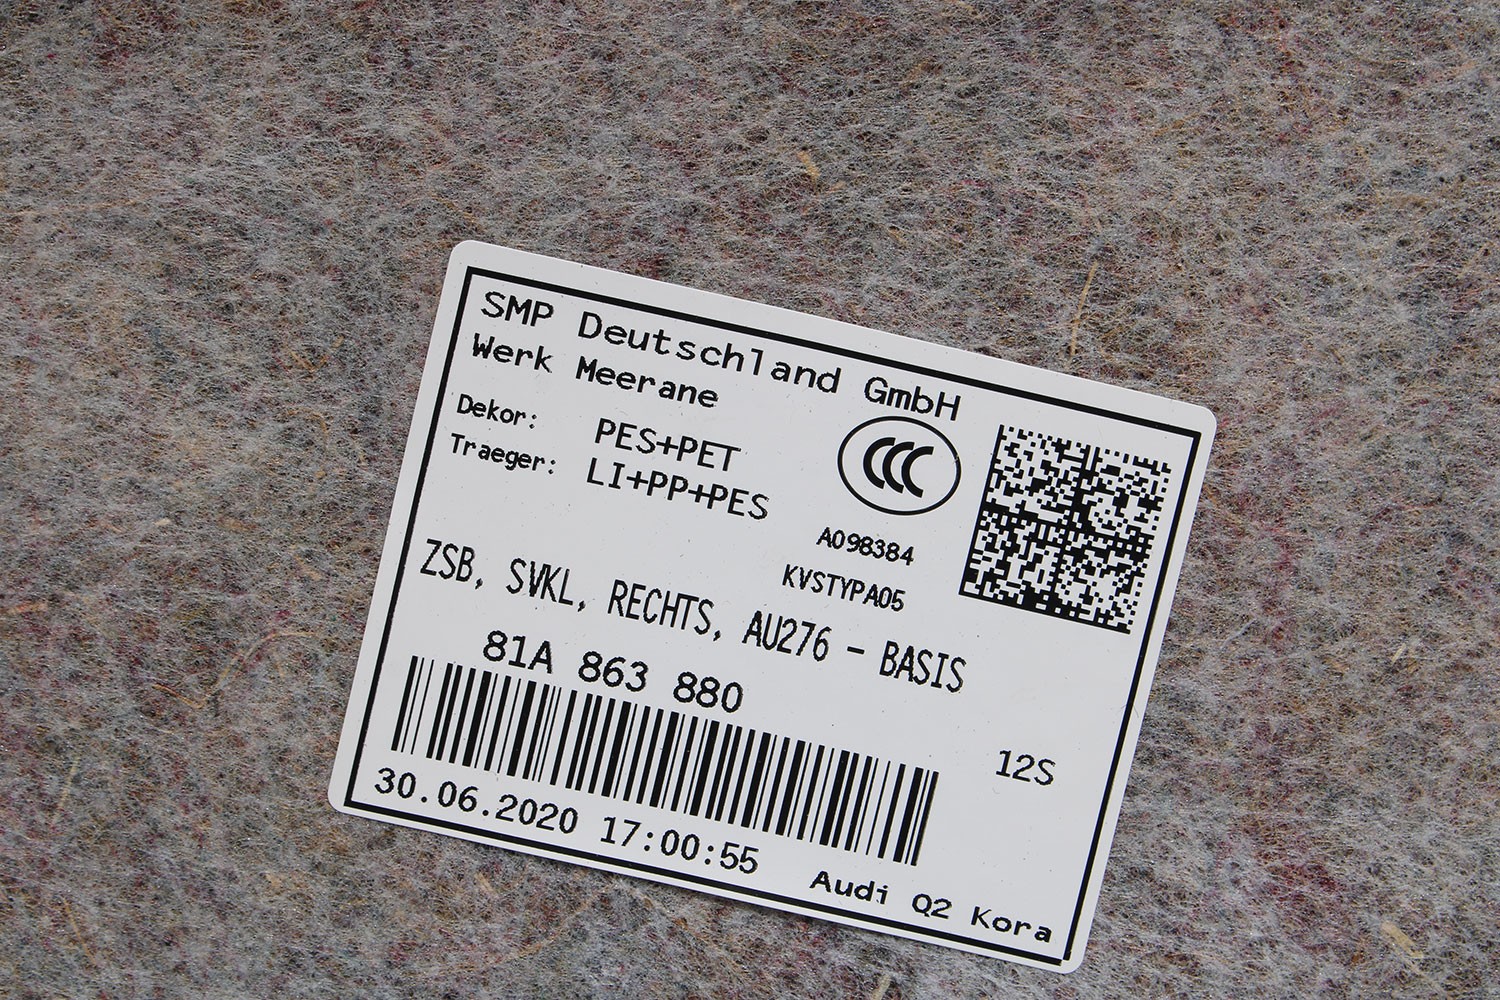 SMP Deutschland GmbH
Werk Meerane
Dekor: PES+PET
Traeger: LI+PP+PES
CCC
A098384
KVSTYPA05
ZSB, SVKL, RECHTS, AU276 - BASIS
81A 863 880
12S
30.06.2020 17:00:55
Audi Q2 Kora